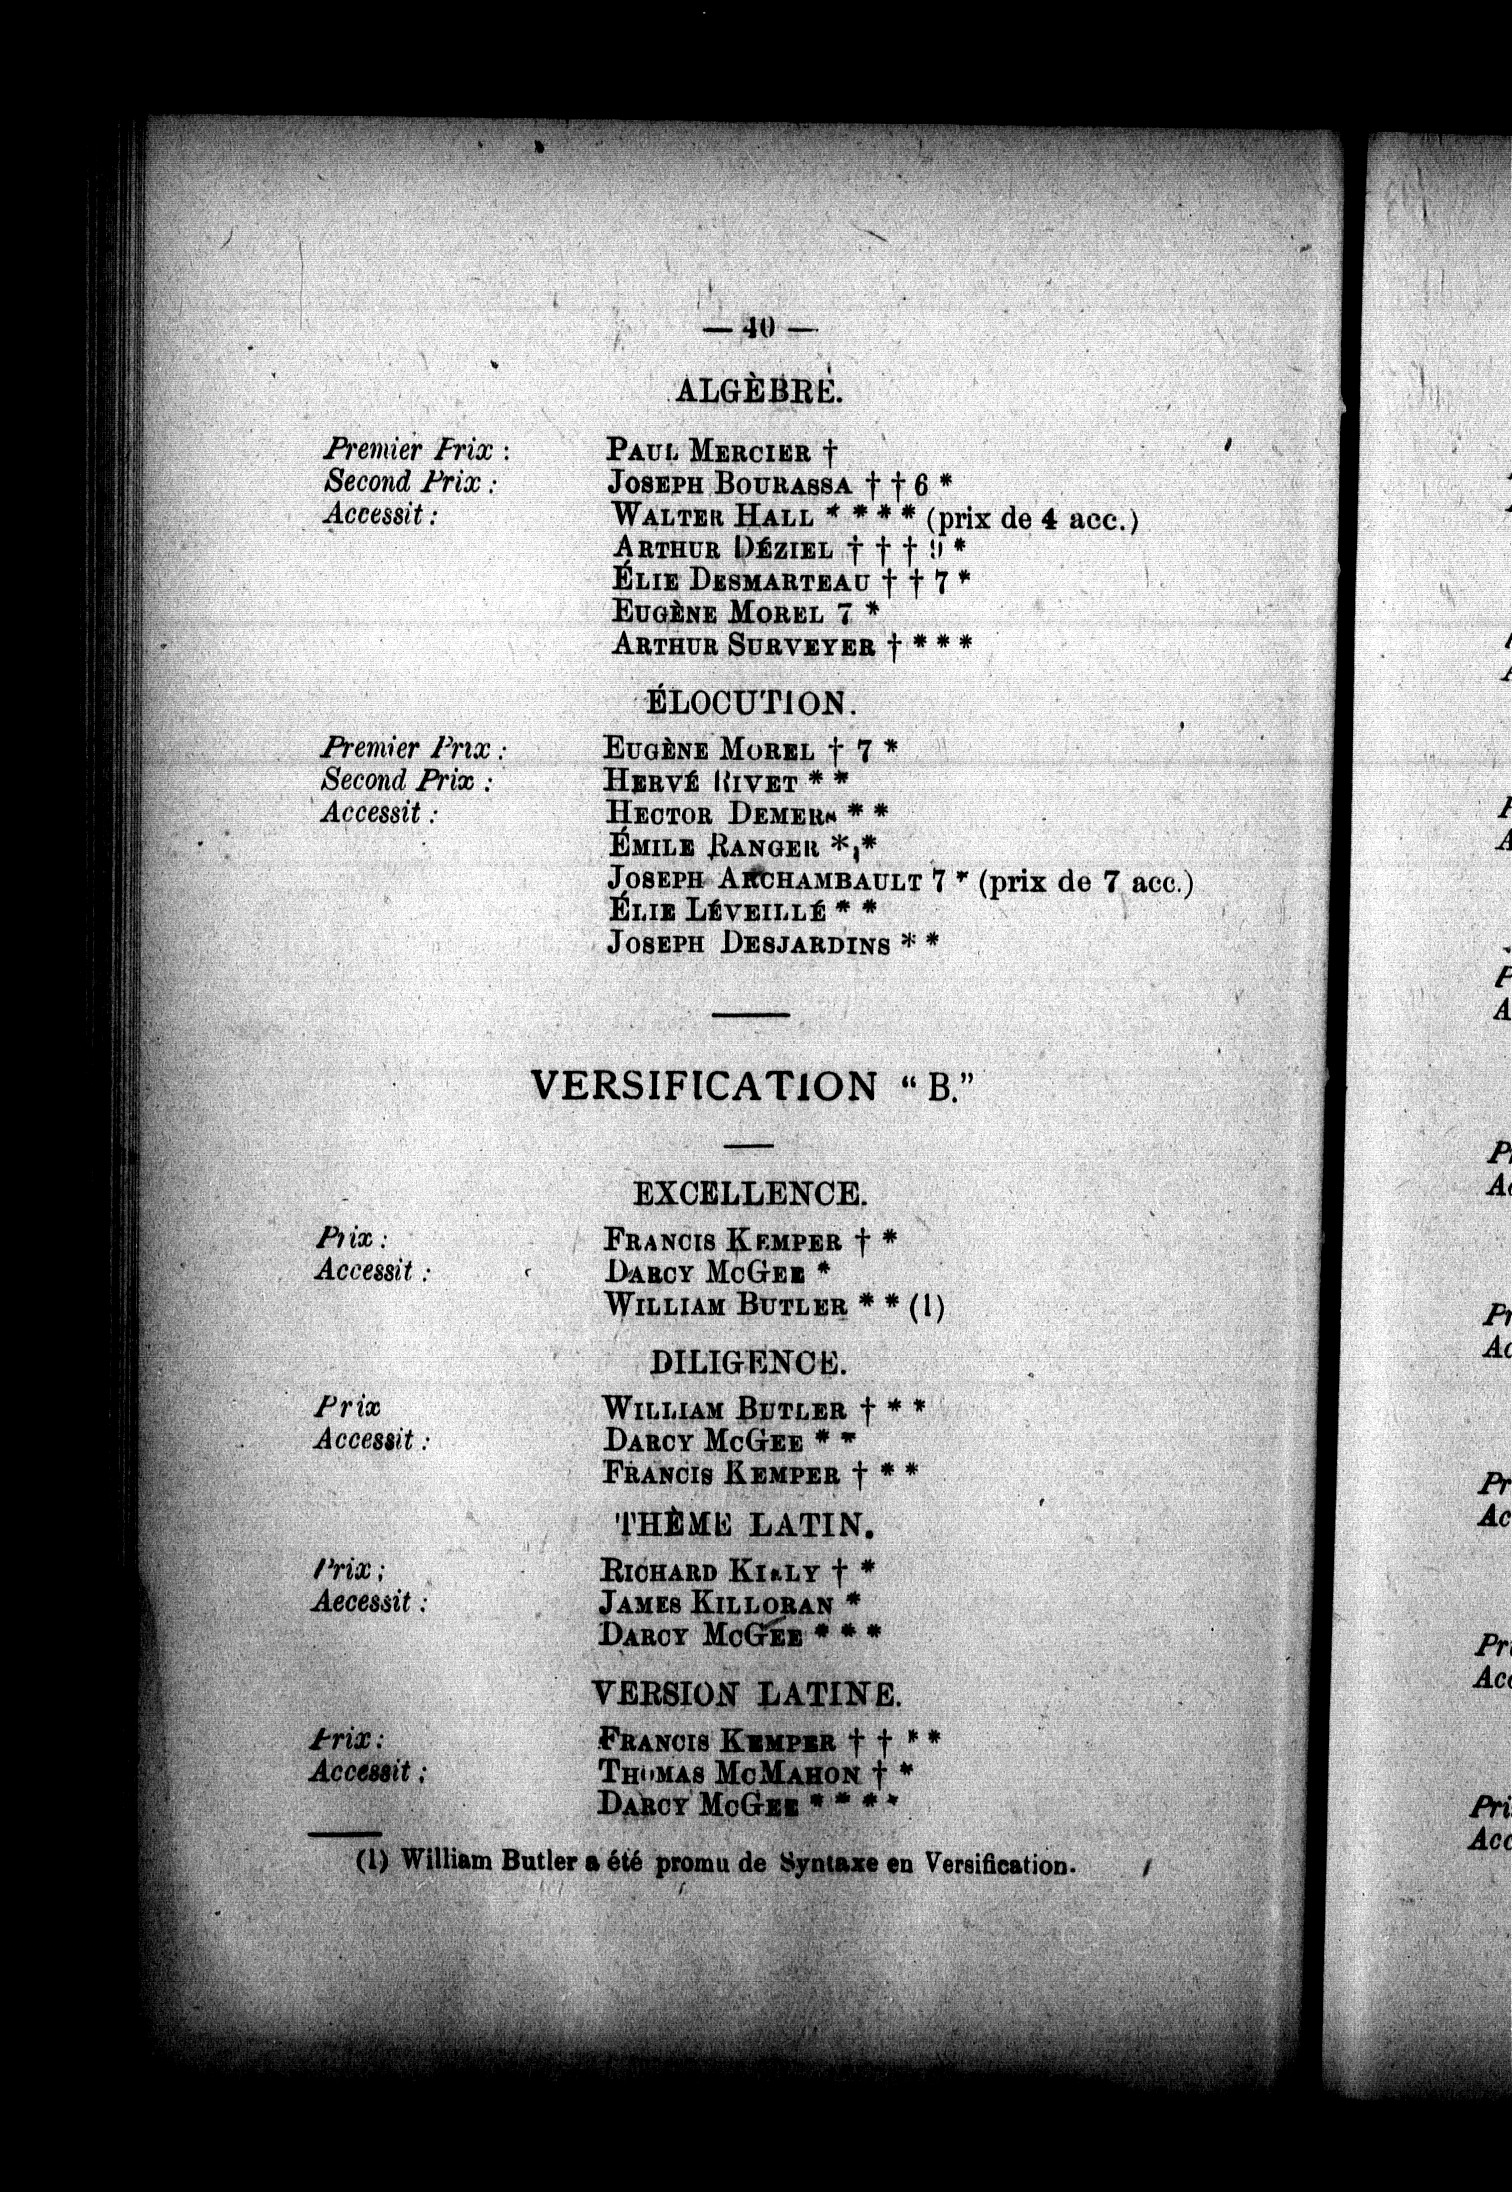 — 40 —
ALGÈBRE.
Premier Prix : PAUL MERCIER †
Second Prix : JOSEPH BOURASSA † † 6 *
Accessit : WALTER HALL * * * * (prix de 4 acc.)
ARTHUR DÉZIEL † † † 9 *
ÉLIE DESMARTEAU † † 7 *
EUGÈNE MOREL 7 *
ARTHUR SURVEYER † * * *
ÉLOCUTION.
Premier Prix : EUGÈNE MOREL † 7 *
Second Prix : HERVÉ RIVET * *
Accessit : HECTOR DEMERS * *
ÉMILE RANGER * *
JOSEPH ARCHAMBAULT 7 * (prix de 7 acc.)
ÉLIE LÉVEILLÉ * *
JOSEPH DESJARDINS * *
VERSIFICATION “ B.”
EXCELLENCE.
Prix : FRANCIS KEMPER † *
Accessit : DARCY MCGEE *
WILLIAM BUTLER * * (1)
DILIGENCE.
Prix WILLIAM BUTLER † * *
Accessit : DARCY MCGEE * *
FRANCIS KEMPER † * *
THÈME LATIN.
Prix : RICHARD † *
Aecessit : JAMES KILLORAN *
DARCY MCGEE * * *
VERSION LATINE.
Prix : FRANCIS KEMPER † † * *
Accessit : THOMAS MCMAHON † *
DARCY MCGEE * * * *
(1) William Butler a été promu de Syntaxe en Versification.